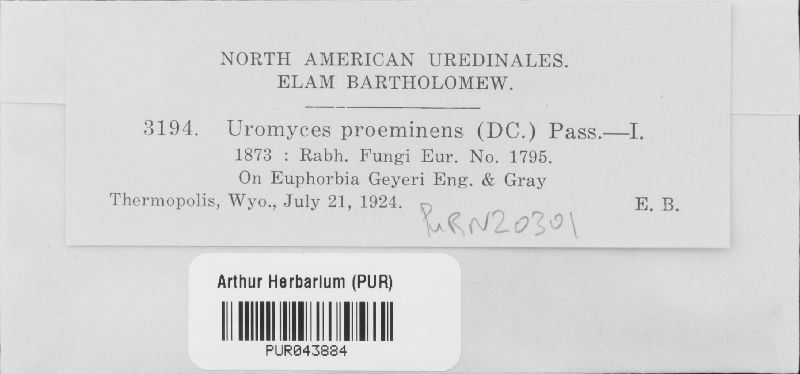 NORTH AMERICAN UREDINALES.
ELAM BARTHOLOMEW.
3194. Uromyces proeminens (DC.) Pass.—I.
1873 : Rabh. Fungi Eur. No. 1795.
On Euphorbia Geyeri Eng. & Gray
Thermopolis, Wyo., July 21, 1924. E. B.
PURN20301
Arthur Herbarium (PUR)
PUR043884